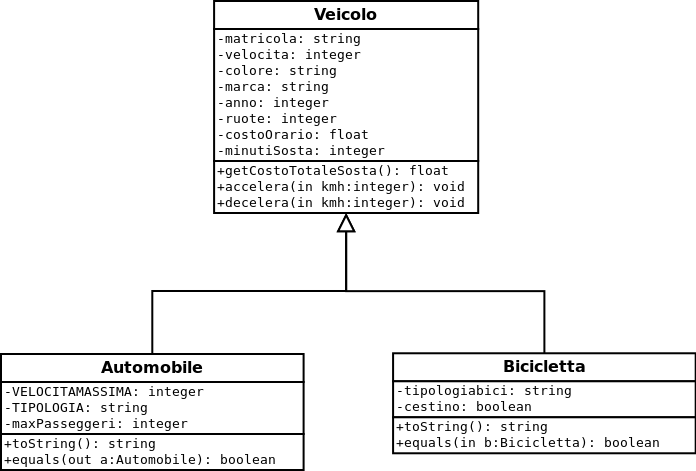 Veicolo
-matricola: string
-velocita: integer
-colore: string
-marca: string
-anno: integer
-ruote: integer
-costoOrario: float
-minutiSosta: integer
+getCostoTotaleSosta(): float
+accelera(in kmh:integer): void
+decelera(in kmh:integer): void
Automobile
-VELOCITAMASSIMA: integer
-TIPOLOGIA: string
-maxPasseggeri: integer
+toString(): string
+equals(out a:Automobile): boolean
Bicicletta
-tipologiabici: string
-cestino: boolean
+toString(): string
+equals(in b:Bicicletta): boolean